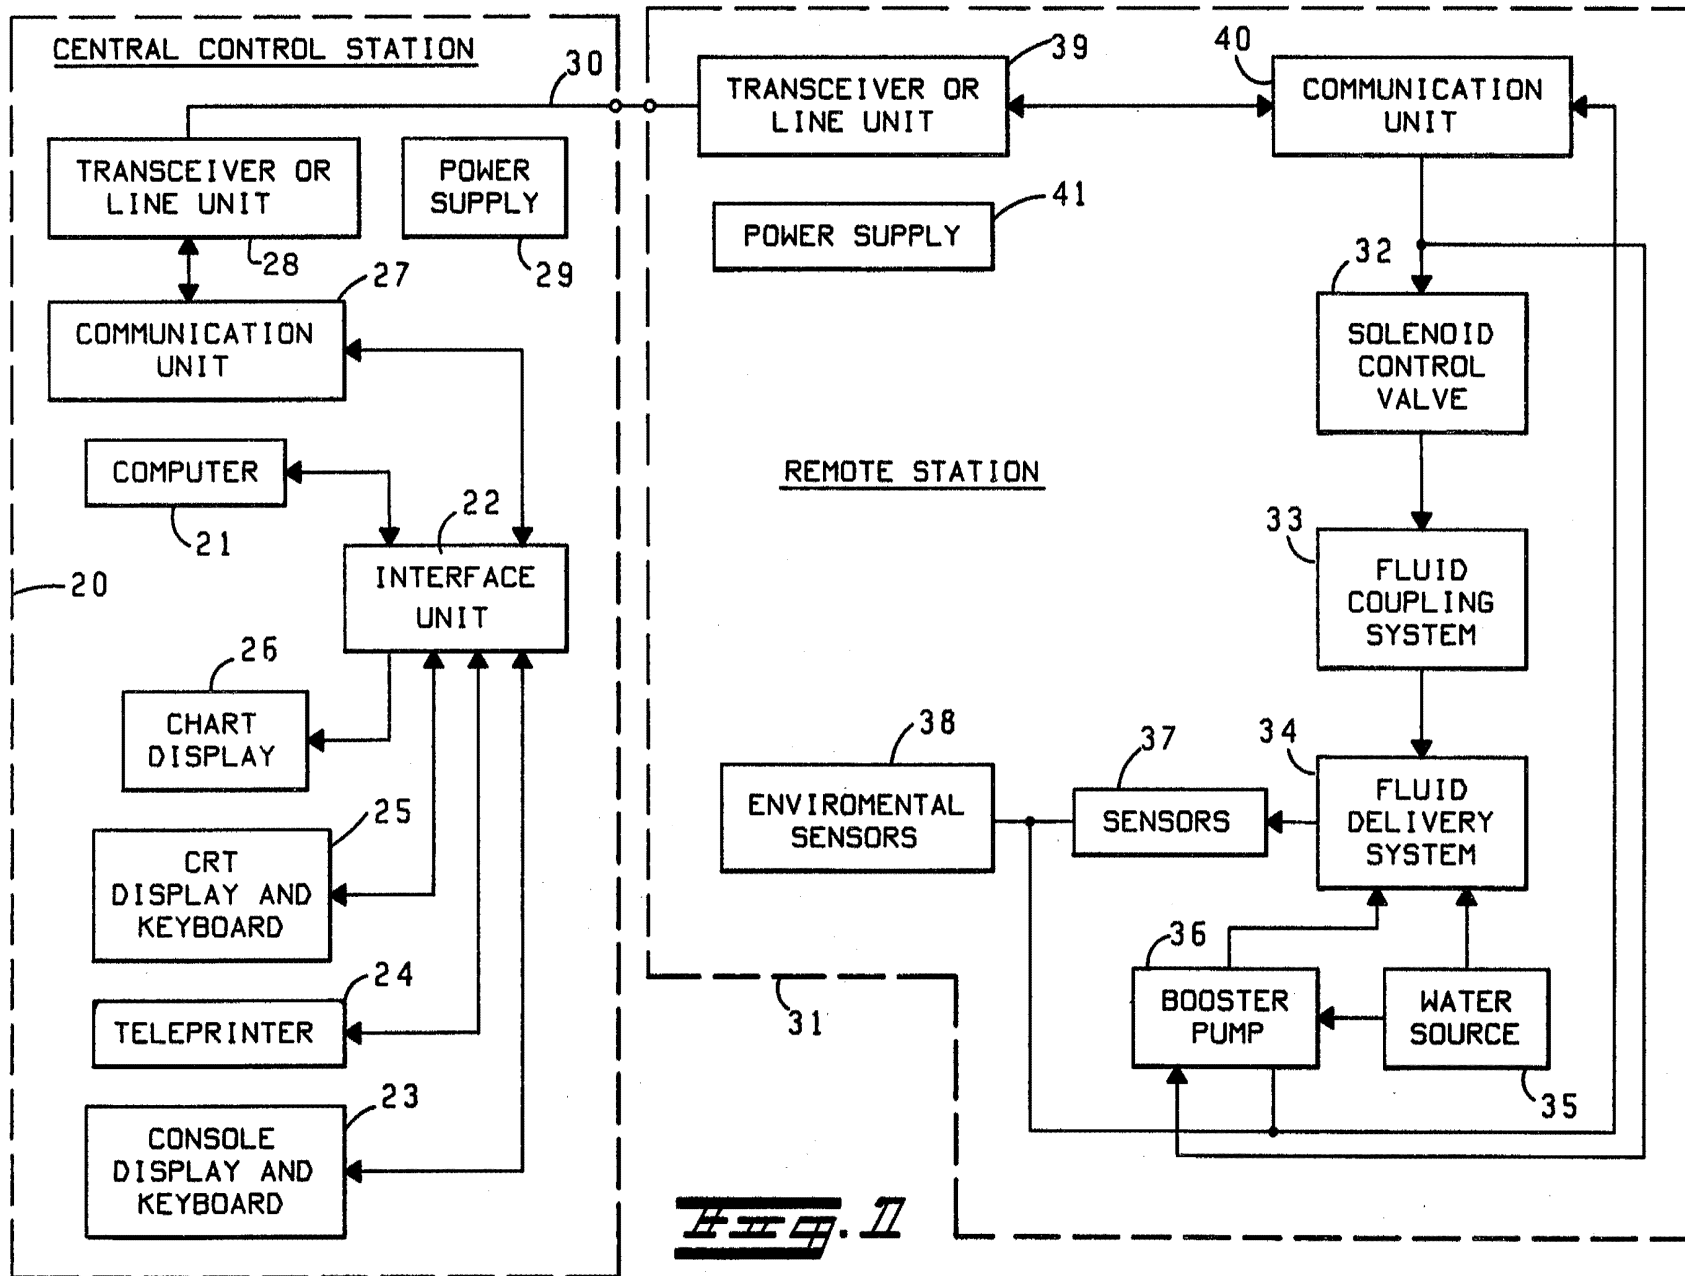 CENTRAL CONTROL STATION
30
TRANSCEIVER OR
LINE UNIT
28
POWER
SUPPLY
29
27
COMMUNICATION
UNIT
COMPUTER
21
22
INTERFACE
UNIT
20
26
CHART
DISPLAY
25
CRT
DISPLAY AND
KEYBOARD
24
TELEPRINTER
23
CONSOLE
DISPLAY AND
KEYBOARD
39
TRANSCEIVER OR
LINE UNIT
40
COMMUNICATION
UNIT
41
POWER SUPPLY
32
SOLENOID
CONTROL
VALVE
REMOTE STATION
33
FLUID
COUPLING
SYSTEM
38
ENVIROMENTAL
SENSORS
37
SENSORS
34
FLUID
DELIVERY
SYSTEM
36
BOOSTER
PUMP
WATER
SOURCE
35
31
Fig. 1